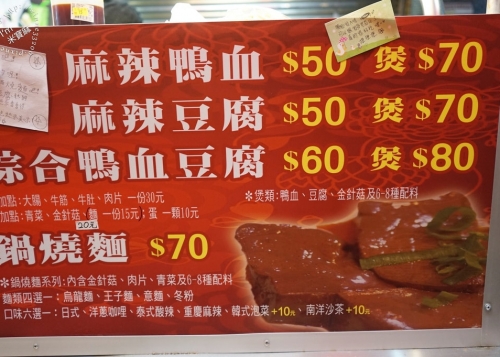 麻辣鴨血 $50 煲 $70
麻辣豆腐 $50 煲 $70
綜合鴨血豆腐 $60 煲 $80
加點:大腸、牛筋、牛肚、肉片 一份30元
加點:青菜、金針菇、麵 一份15元;蛋 一顆10元
20元
＊煲類:鴨血、豆腐、金針菇及6-8種配料
鍋燒麵 $70
＊鍋燒麵系列:內含金針菇、肉片、青菜及6-8種配料
麵類四選一:烏龍麵、王子麵、意麵、冬粉
口味六選一:日式、洋蔥咖哩、泰式酸辣、重慶麻辣、韓式泡菜+10元、南洋沙茶+10元